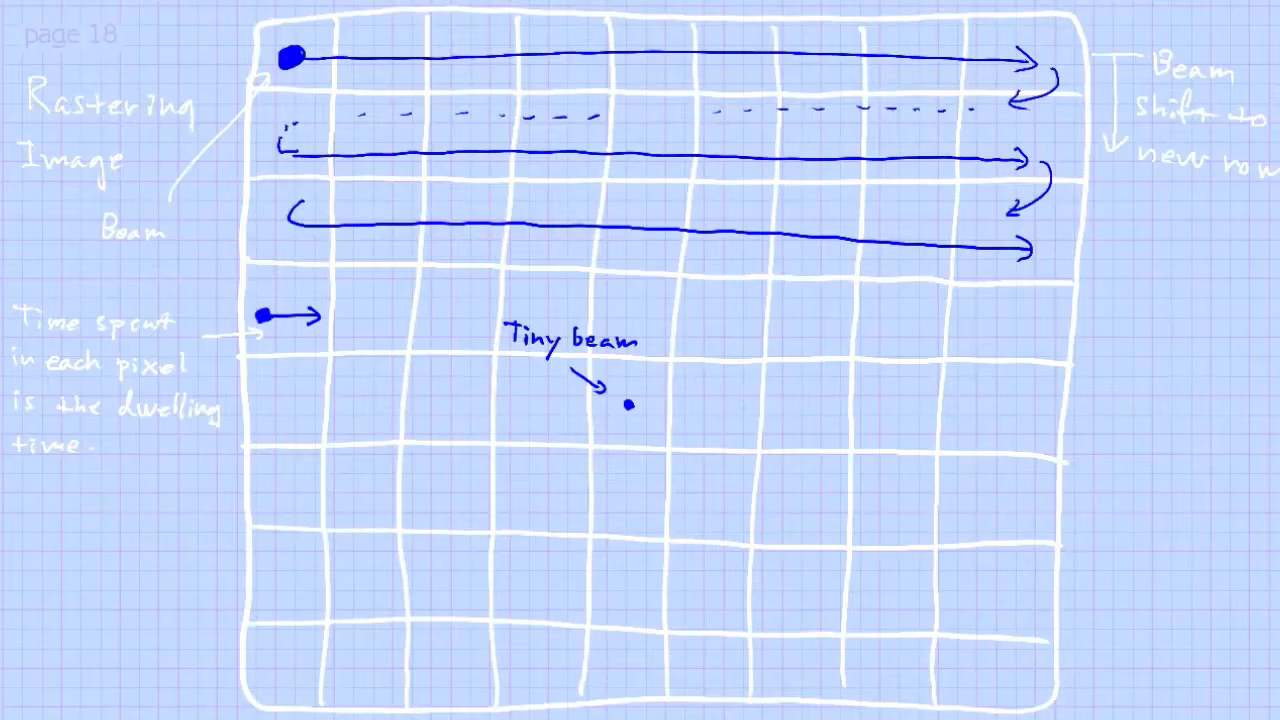 page 18
Rastering
Image
Beam
Beam
shift to
new row
Time spent
in each pixel
is the dwelling
time.
Tiny beam